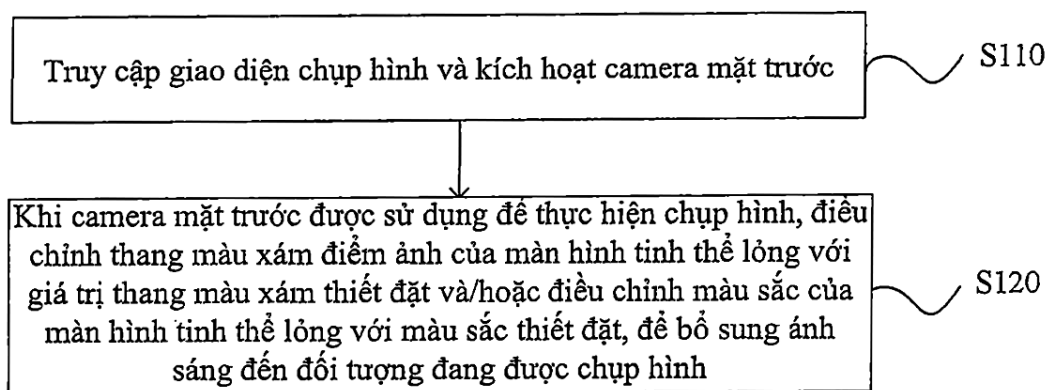 Truy cập giao diện chụp hình và kích hoạt camera mặt trước
S110
Khi camera mặt trước được sử dụng để thực hiện chụp hình, điều
chỉnh thang màu xám điểm ảnh của màn hình tinh thể lỏng với
giá trị thang màu xám thiết đặt và/hoặc điều chỉnh màu sắc của
màn hình tinh thể lỏng với màu sắc thiết đặt, để bổ sung ánh
sáng đến đối tượng đang được chụp hình
S120